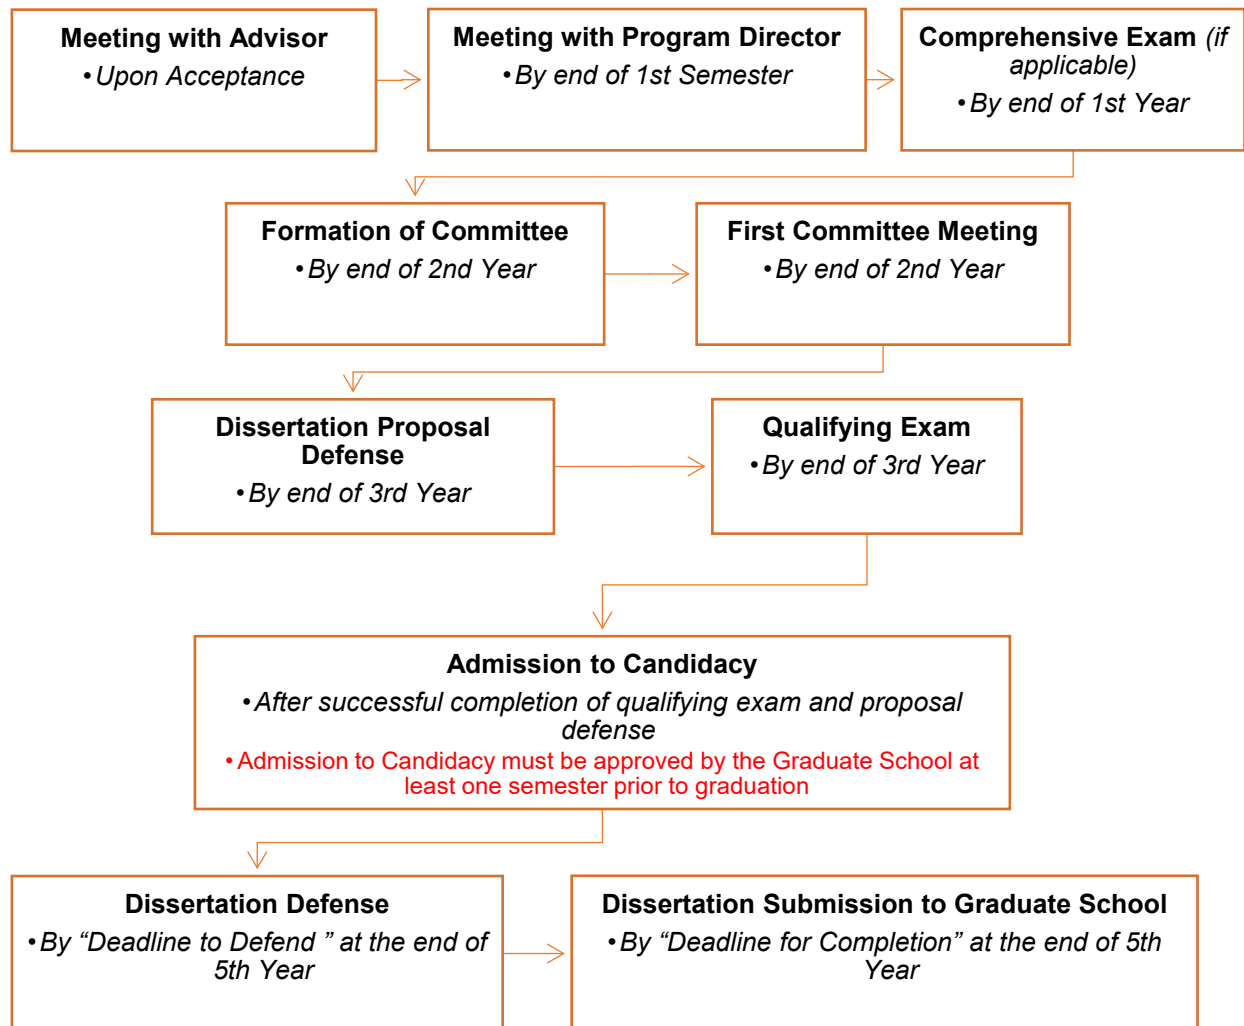 Meeting with Advisor
•Upon Acceptance
Meeting with Program Director
•By end of 1st Semester
Comprehensive Exam (if
applicable)
•By end of 1st Year
Formation of Committee
•By end of 2nd Year
First Committee Meeting
•By end of 2nd Year
Dissertation Proposal
Defense
•By end of 3rd Year
Qualifying Exam
•By end of 3rd Year
Admission to Candidacy
•After successful completion of qualifying exam and proposal
defense
•Admission to Candidacy must be approved by the Graduate School at
least one semester prior to graduation
Dissertation Defense
•By “Deadline to Defend ” at the end of
5th Year
Dissertation Submission to Graduate School
•By “Deadline for Completion” at the end of 5th
Year